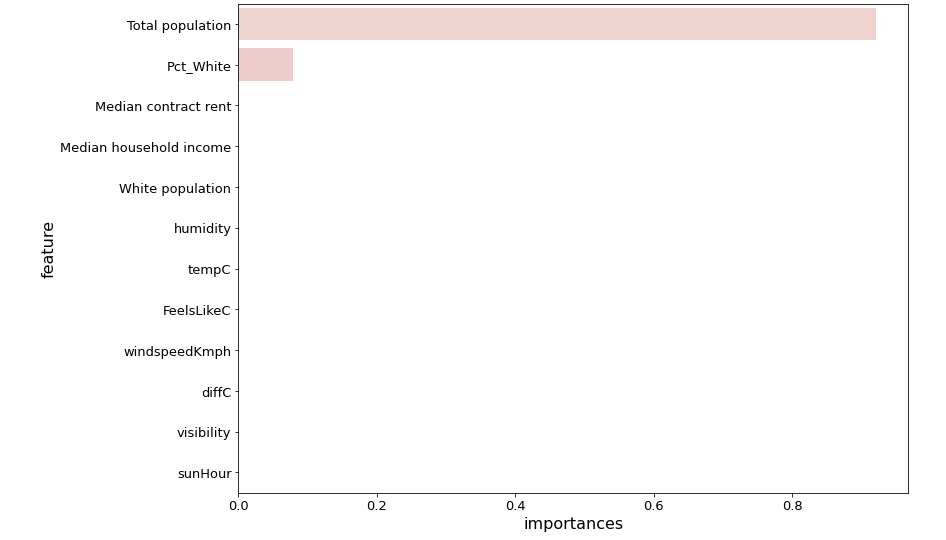 Total population
Pct_White
Median contract rent
Median household income
White population
humidity
tempC
FeelsLikeC
windspeedKmph
diffC
visibility
sunHour
feature
0.0 0.2 0.4 0.6 0.8
importances